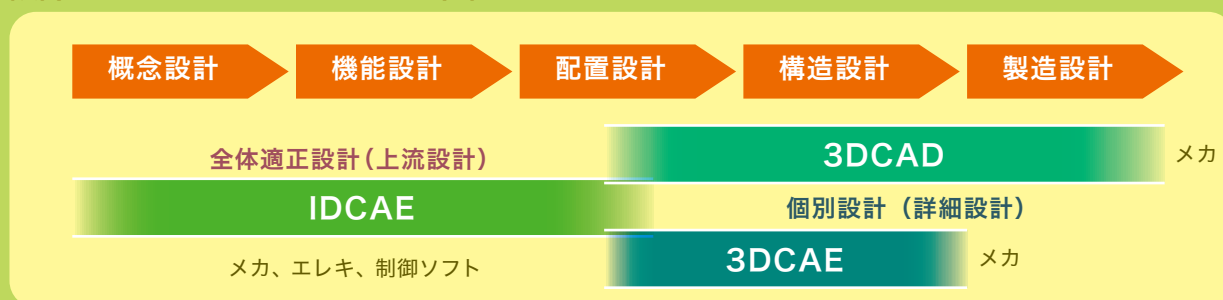 概念設計
機能設計
配置設計
構造設計
製造設計
全体適正設計(上流設計)
3DCAD
メカ
IDCAE
個別設計(詳細設計)
メカ、エレキ、制御ソフト
3DCAE
メカ